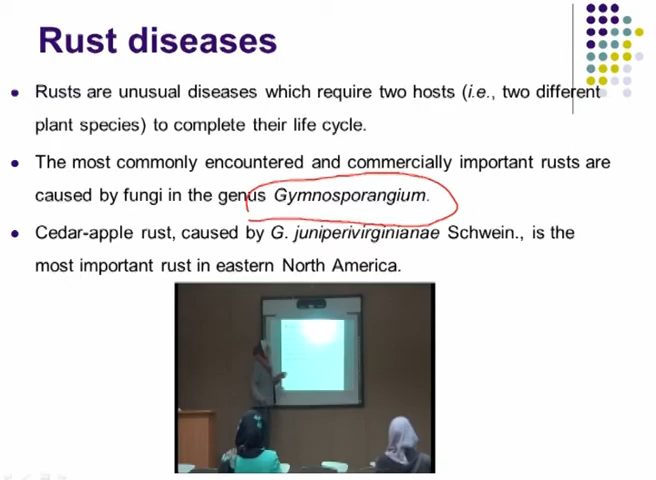 Rust diseases
Rusts are unusual diseases which require two hosts (i.e., two different
plant species) to complete their life cycle.
The most commonly encountered and commercially important rusts are
caused by fungi in the genus Gymnosporangium.
Cedar-apple rust, caused by G. juniperivirginianae Schwein., is the
most important rust in eastern North America.